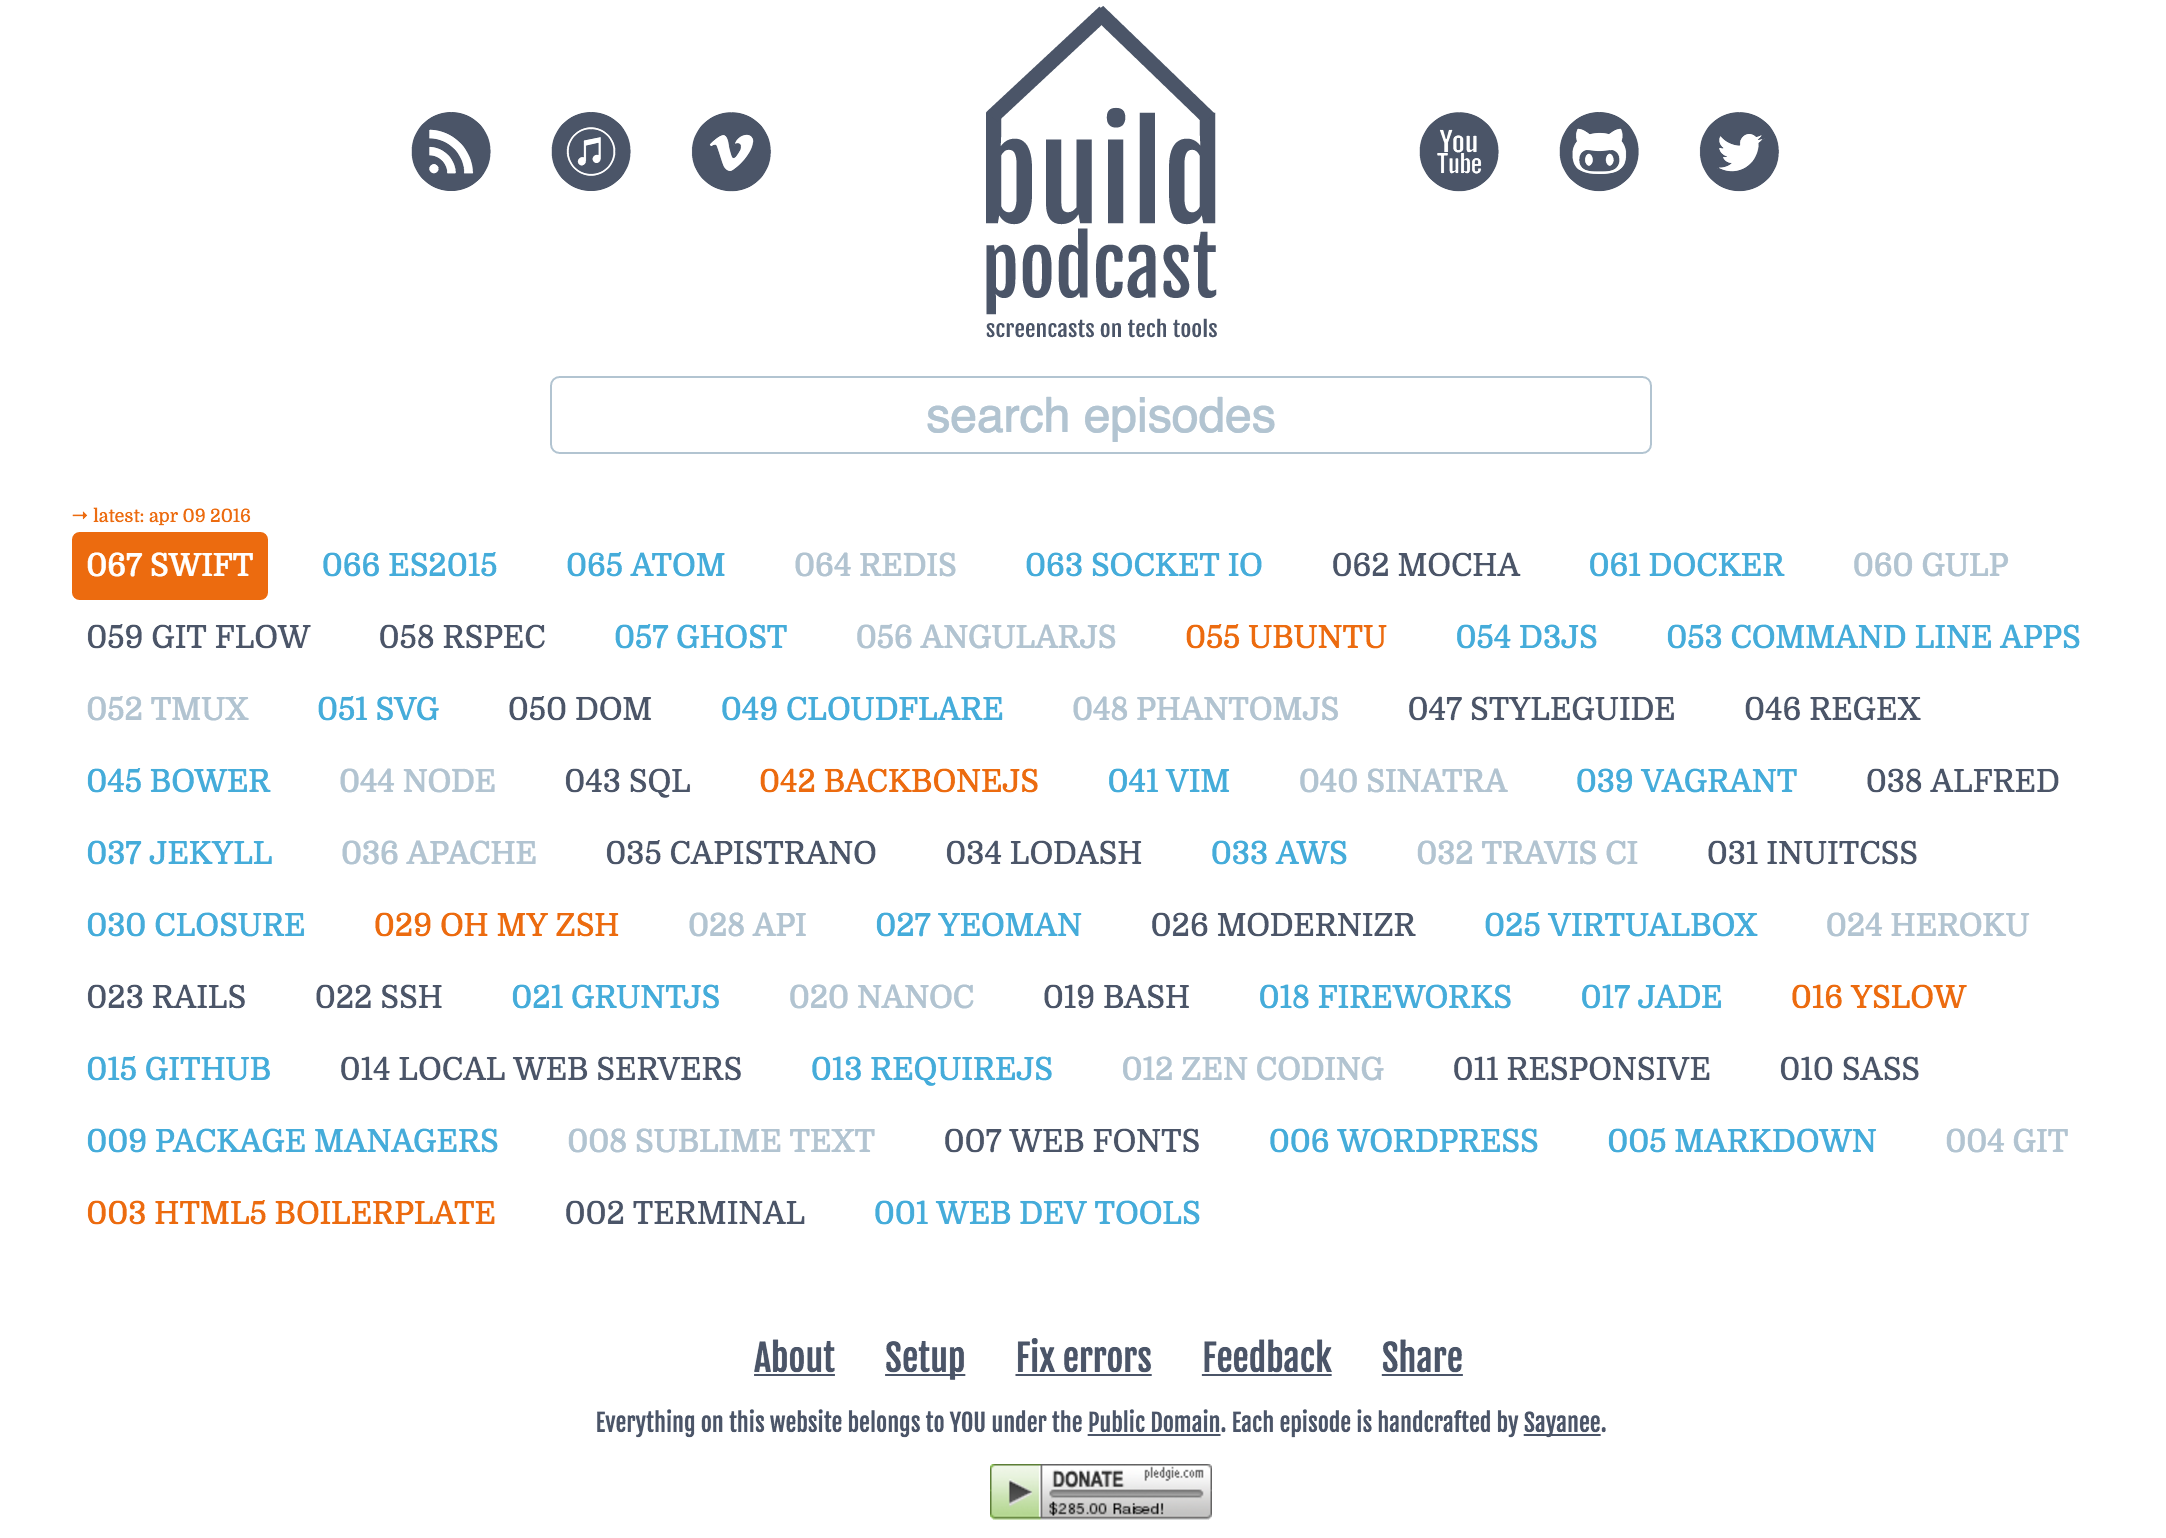 build
podcast
screencasts on tech tools
You
Tube
search episodes
→ latest: apr 09 2016
067 SWIFT 066 ES2015 065 ATOM 064 REDIS 063 SOCKET IO 062 MOCHA 061 DOCKER 060 GULP
059 GIT FLOW 058 RSPEC 057 GHOST 056 ANGULARJS 055 UBUNTU 054 D3JS 053 COMMAND LINE APPS
052 TMUX 051 SVG 050 DOM 049 CLOUDFLARE 048 PHANTOMJS 047 STYLEGUIDE 046 REGEX
045 BOWER 044 NODE 043 SQL 042 BACKBONEJS 041 VIM 040 SINATRA 039 VAGRANT 038 ALFRED
037 JEKYLL 036 APACHE 035 CAPISTRANO 034 LODASH 033 AWS 032 TRAVIS CI 031 INUITCSS
030 CLOSURE 029 OH MY ZSH 028 API 027 YEOMAN 026 MODERNIZR 025 VIRTUALBOX 024 HEROKU
023 RAILS 022 SSH 021 GRUNTJS 020 NANOC 019 BASH 018 FIREWORKS 017 JADE 016 YSLOW
015 GITHUB 014 LOCAL WEB SERVERS 013 REQUIREJS 012 ZEN CODING 011 RESPONSIVE 010 SASS
009 PACKAGE MANAGERS 008 SUBLIME TEXT 007 WEB FONTS 006 WORDPRESS 005 MARKDOWN 004 GIT
003 HTML5 BOILERPLATE 002 TERMINAL 001 WEB DEV TOOLS
About Setup Fix errors Feedback Share
Everything on this website belongs to YOU under the Public Domain. Each episode is handcrafted by Sayanee.
DONATE pledgie.com
$285.00 Raised!